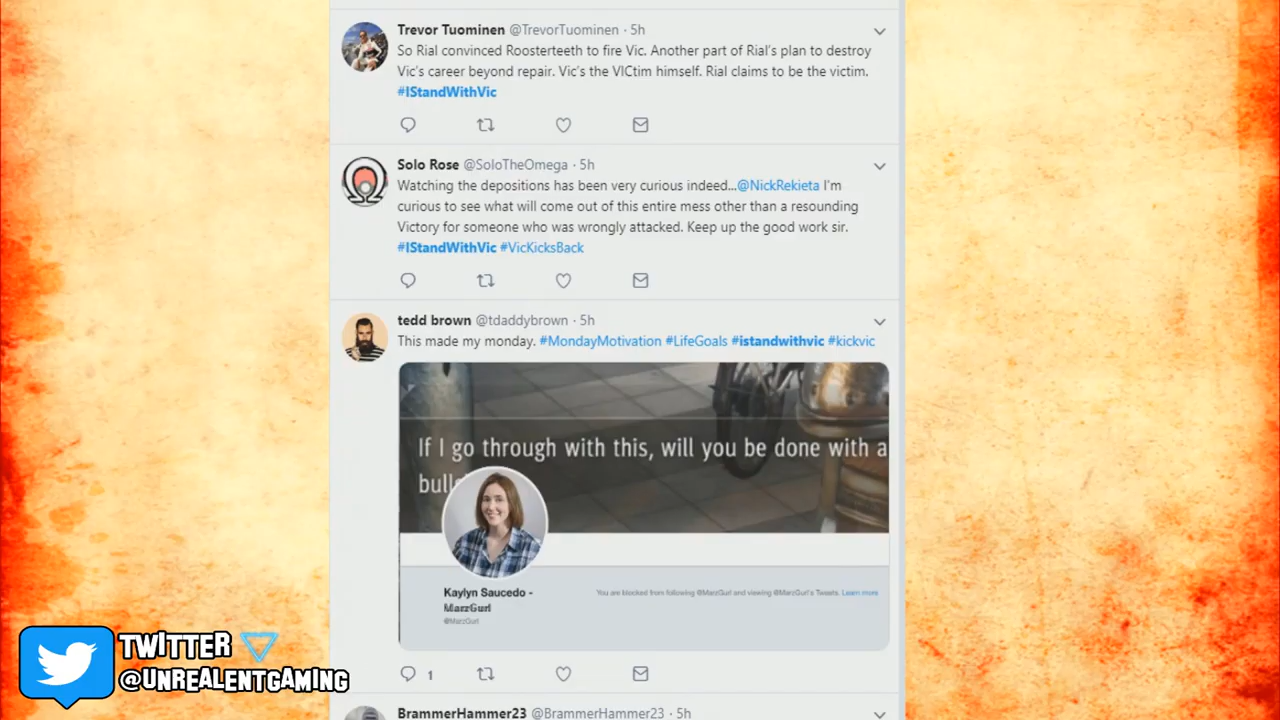 Trevor Tuominen @TrevorTuominen · 5h
So Rial convinced Roosterteeth to fire Vic. Another part of Rial's plan to destroy
Vic's career beyond repair. Vic's the VICtim himself. Rial claims to be the victim.
#IStandWithVic
Solo Rose @SoloTheOmega · 5h
Watching the depositions has been very curious indeed...@NickRekieta I'm
curious to see what will come out of this entire mess other than a resounding
Victory for someone who was wrongly attacked. Keep up the good work sir.
#IStandWithVic #VicKicksBack
tedd brown @tdaddybrown · 5h
This made my monday. #MondayMotivation #LifeGoals #istandwithvic #kickvic
If I go through with this, will you be done with a
bulls
Kaylyn Saucedo -
MarzGurl
@MarzGurl
You are blocked from following @MarzGurl and viewing @MarzGurl's Tweets. Learn more
1
BrammerHammer23 @BrammerHammer23 · 5h
TWITTER
@UNREALENTGAMING